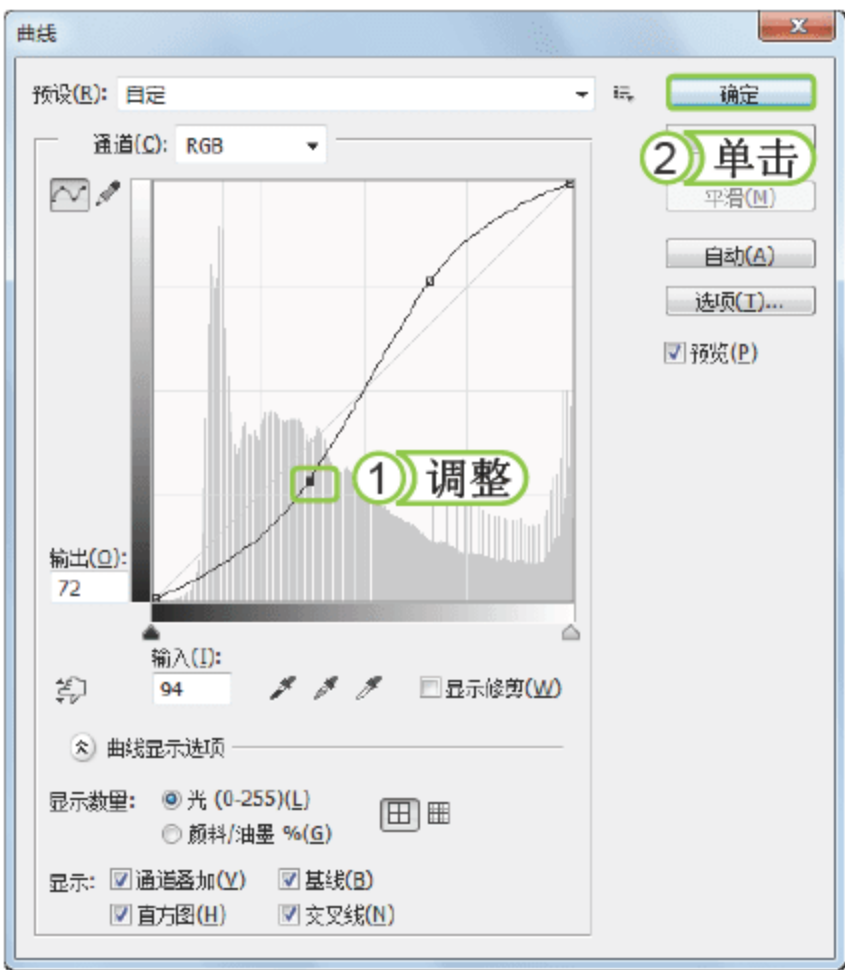 曲线
预设(R): 自定
确定
通道(C): RGB
② 单击
平滑(M)
自动(A)
选项(T)...
预览(P)
① 调整
输出(O):
72
输入(I):
94
显示修剪(W)
曲线显示选项
显示数量: 光 (0-255)(L)
颜料/油墨 %(G)
显示: 通道叠加(V) 基线(B)
直方图(H) 交叉线(N)